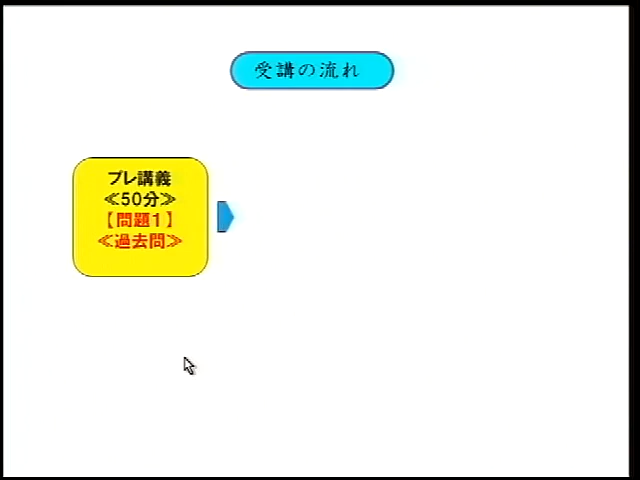 受講の流れ
プレ講義
≪50分≫
【問題1】
≪過去問≫